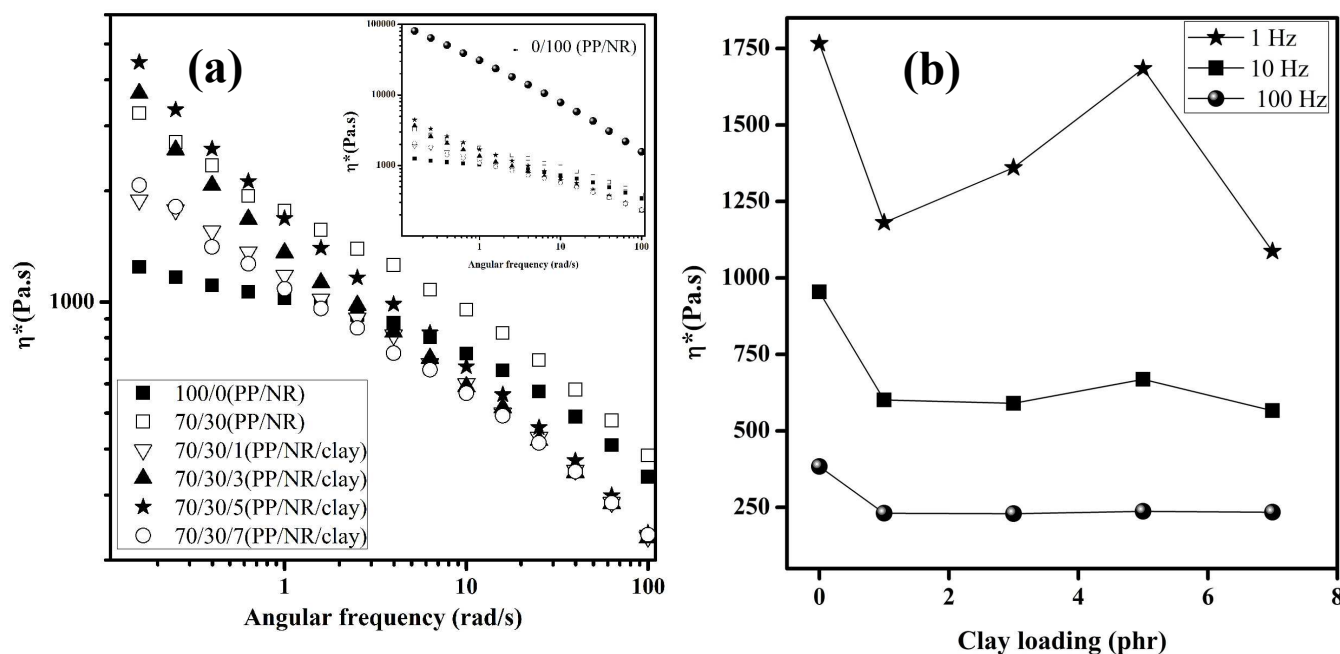 (a)
η*(Pa.s)
1000
1
10
100
Angular frequency (rad/s)
100/0(PP/NR)
70/30(PP/NR)
70/30/1(PP/NR/clay)
70/30/3(PP/NR/clay)
70/30/5(PP/NR/clay)
70/30/7(PP/NR/clay)
0/100 (PP/NR)
η*(Pa.s)
100000
10000
1000
1
10
100
Angular frequency (rad/s)
(b)
1 Hz
10 Hz
100 Hz
η*(Pa.s)
1750
1500
1250
1000
750
500
250
0
2
4
6
8
Clay loading (phr)